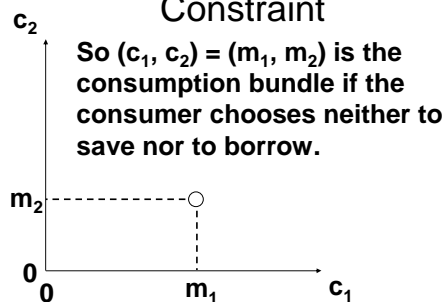 Constraint
c₂
So (c₁, c₂) = (m₁, m₂) is the
consumption bundle if the
consumer chooses neither to
save nor to borrow.
m₂
0
0
m₁
c₁